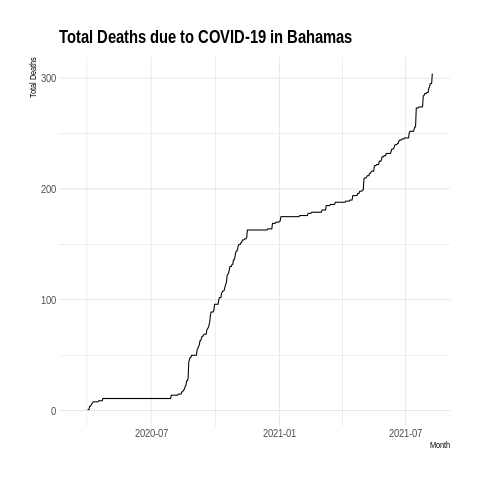 Total Deaths due to COVID-19 in Bahamas
Total Deaths
300
200
100
0
2020-07
2021-01
2021-07
Month